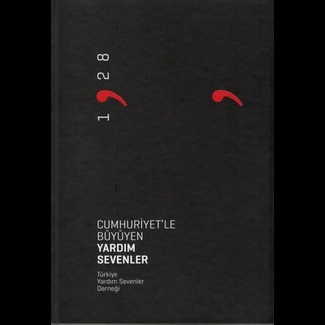 1928
CUMHURİYET'LE
BÜYÜYEN
YARDIM
SEVENLER
Türkiye
Yardım Sevenler
Derneği